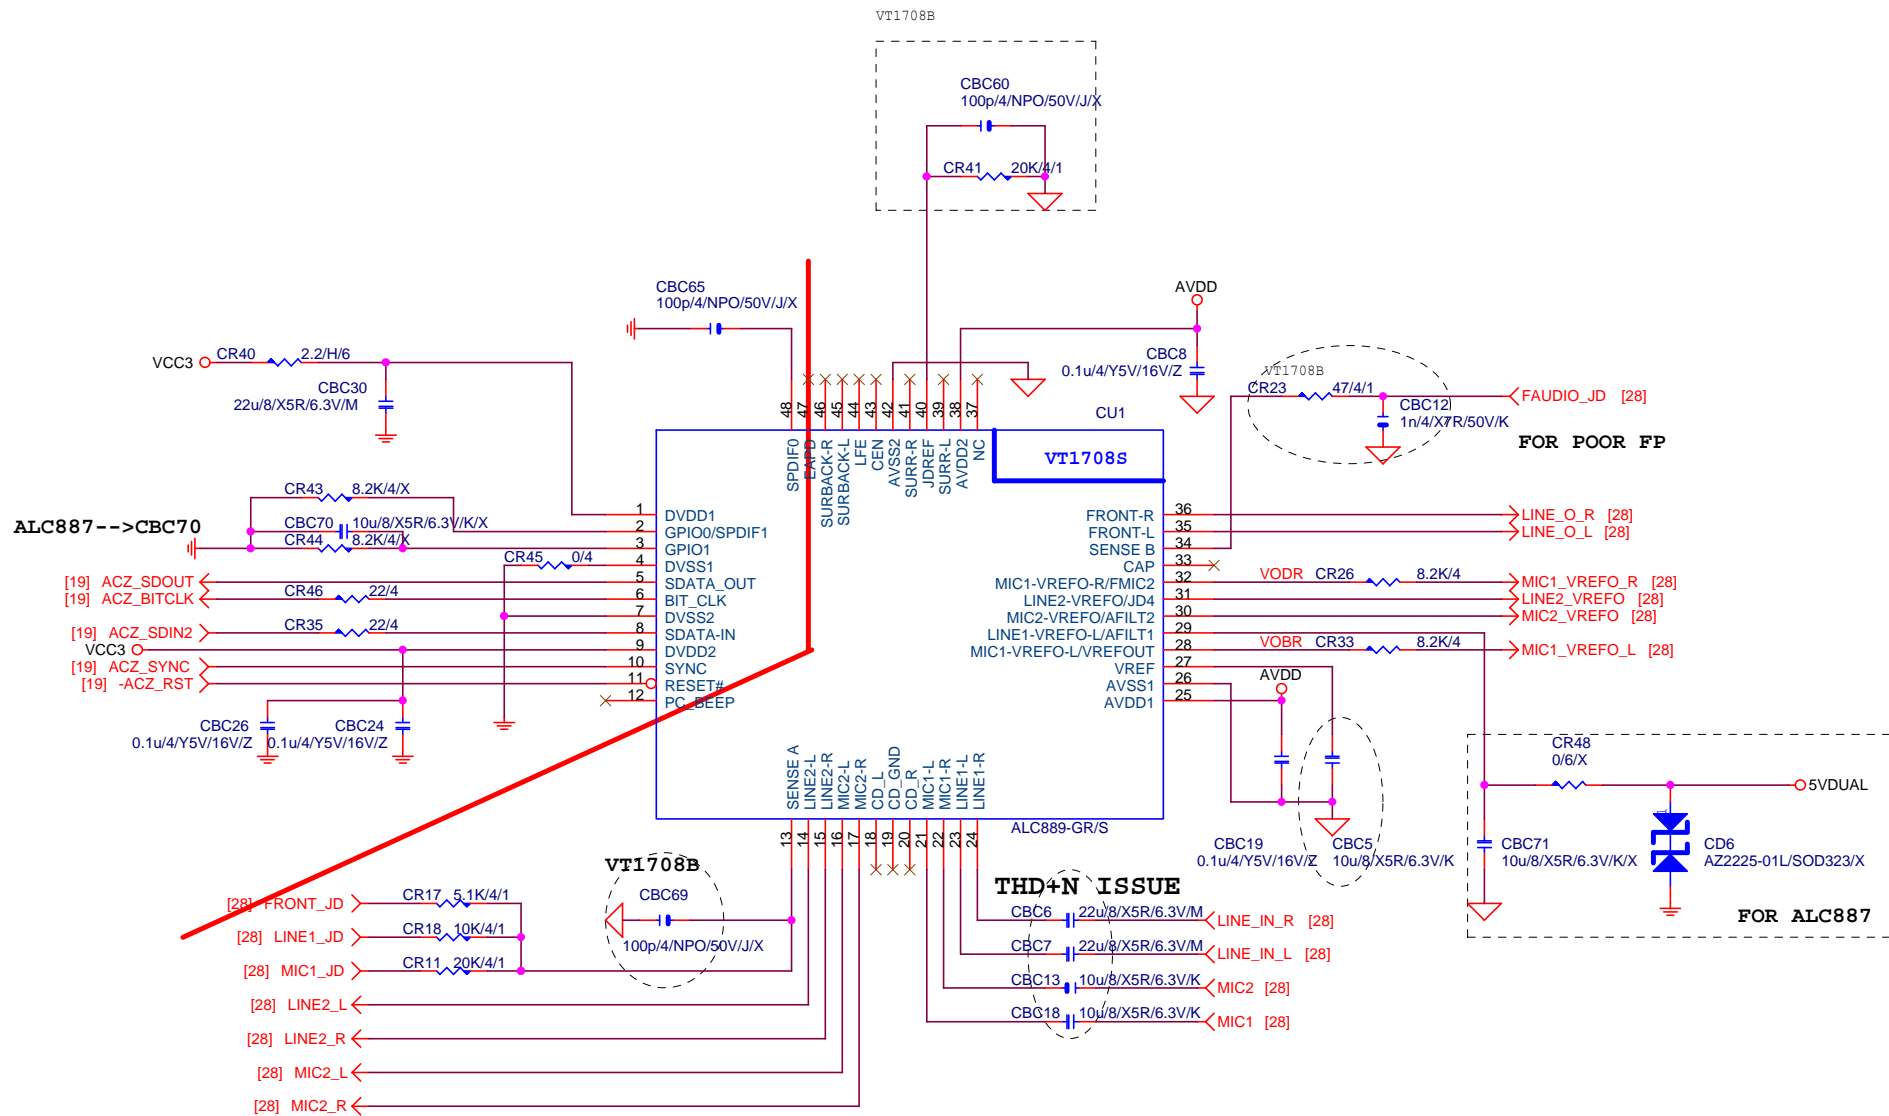 VT1708B
CBC60
100p/4/NPO/50V/J/X
CR41 20K/4/1
CBC65
100p/4/NPO/50V/J/X
AVDD
CBC8
0.1u/4/Y5V/16V/Z
VCC3
CR40 2.2/H/6
CBC30
22u/8/X5R/6.3V/M
VT1708B
CR23 47/4/1
CBC12
1n/4/X7R/50V/K
FAUDIO_JD [28]
FOR POOR FP
CU1
VT1708S
48 47 46 45 44 43 42 41 40 39 38 37
SPDIF0
EAPD
SURBACK-R
SURBACK-L
LFE
CEN
AVSS2
SURR-R
JDREF
SURR-L
AVDD2
NC
CR43 8.2K/4/X
ALC887-->CBC70
CBC70 10u/8/X5R/6.3V/K/X
CR44 8.2K/4/X
CR45 0/4
[19] ACZ_SDOUT
[19] ACZ_BITCLK
CR46 22/4
[19] ACZ_SDIN2
CR35 22/4
VCC3
[19] ACZ_SYNC
[19] -ACZ_RST
CBC26
0.1u/4/Y5V/16V/Z
CBC24
0.1u/4/Y5V/16V/Z
1 DVDD1
2 GPIO0/SPDIF1
3 GPIO1
4 DVSS1
5 SDATA_OUT
6 BIT_CLK
7 DVSS2
8 SDATA-IN
9 DVDD2
10 SYNC
11 RESET#
12 PC_BEEP
FRONT-R 36
FRONT-L 35
SENSE B 34
CAP 33
MIC1-VREFO-R/FMIC2 32
LINE2-VREFO/JD4 31
MIC2-VREFO/AFILT2 30
LINE1-VREFO-L/AFILT1 29
MIC1-VREFO-L/VREFOUT 28
VREF 27
AVSS1 26
AVDD1 25
LINE_O_R [28]
LINE_O_L [28]
VODR CR26 8.2K/4
MIC1_VREFO_R [28]
LINE2_VREFO [28]
MIC2_VREFO [28]
VOBR CR33 8.2K/4
MIC1_VREFO_L [28]
AVDD
CBC19
0.1u/4/Y5V/16V/Z
CBC5
10u/8/X5R/6.3V/K
CR48
0/6/X
5VDUAL
CBC71
10u/8/X5R/6.3V/K/X
1
CD6
AZ2225-01L/SOD323/X
FOR ALC887
SENSE A
LINE2-L
LINE2-R
MIC2-L
MIC2-R
CD_L
CD_GND
CD_R
MIC1-L
MIC1-R
LINE1-L
LINE1-R
13 14 15 16 17 18 19 20 21 22 23 24
ALC889-GR/S
VT1708B
CBC69
100p/4/NPO/50V/J/X
[28] FRONT_JD
CR17 5.1K/4/1
[28] LINE1_JD
CR18 10K/4/1
[28] MIC1_JD
CR11 20K/4/1
[28] LINE2_L
[28] LINE2_R
[28] MIC2_L
[28] MIC2_R
THD+N ISSUE
CBC6 22u/8/X5R/6.3V/M
LINE_IN_R [28]
CBC7 22u/8/X5R/6.3V/M
LINE_IN_L [28]
CBC13 10u/8/X5R/6.3V/K
MIC2 [28]
CBC18 10u/8/X5R/6.3V/K
MIC1 [28]